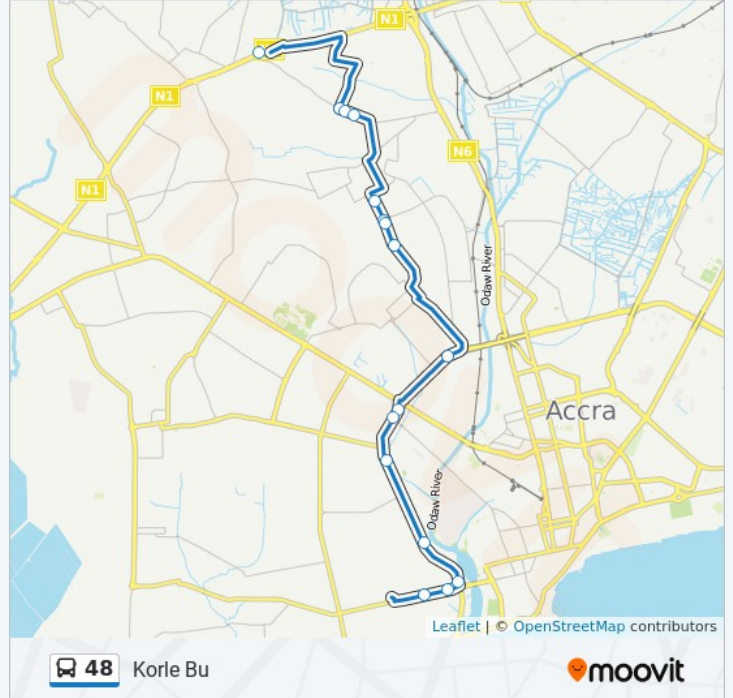 N1
N1
N6
N1
Odaw River
Accra
Odaw River
Leaflet | © OpenStreetMap contributors
48 Korle Bu
moovit